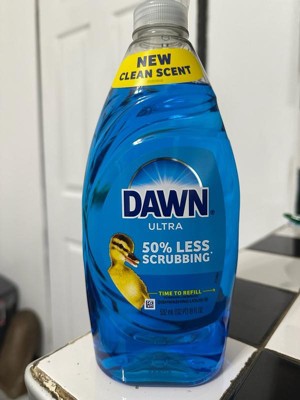 NEW
CLEAN SCENT
DAWN
ULTRA
50% LESS
SCRUBBING*
TIME TO REFILL